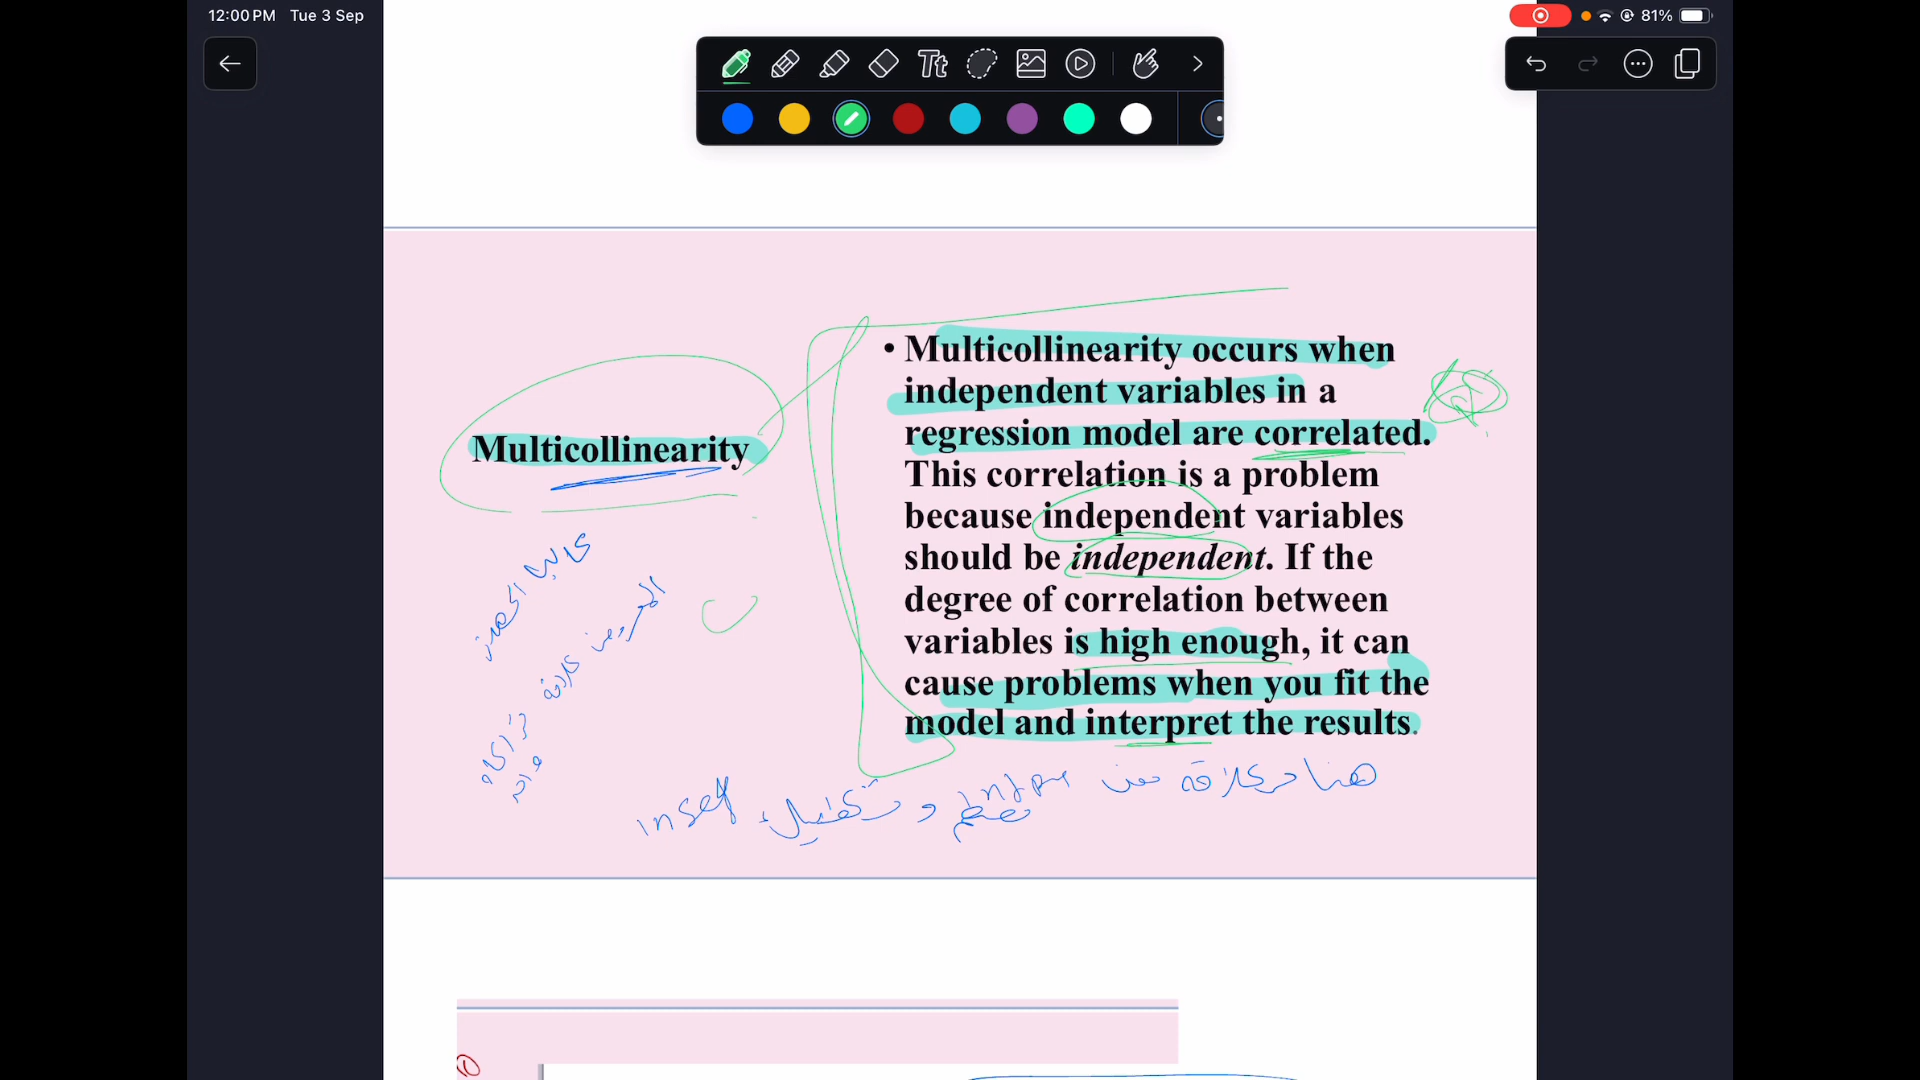 12:00 PM Tue 3 Sep
81%
Tt
Multicollinearity
• Multicollinearity occurs when
independent variables in a
regression model are correlated.
This correlation is a problem
because independent variables
should be independent. If the
degree of correlation between
variables is high enough, it can
cause problems when you fit the
model and interpret the results.